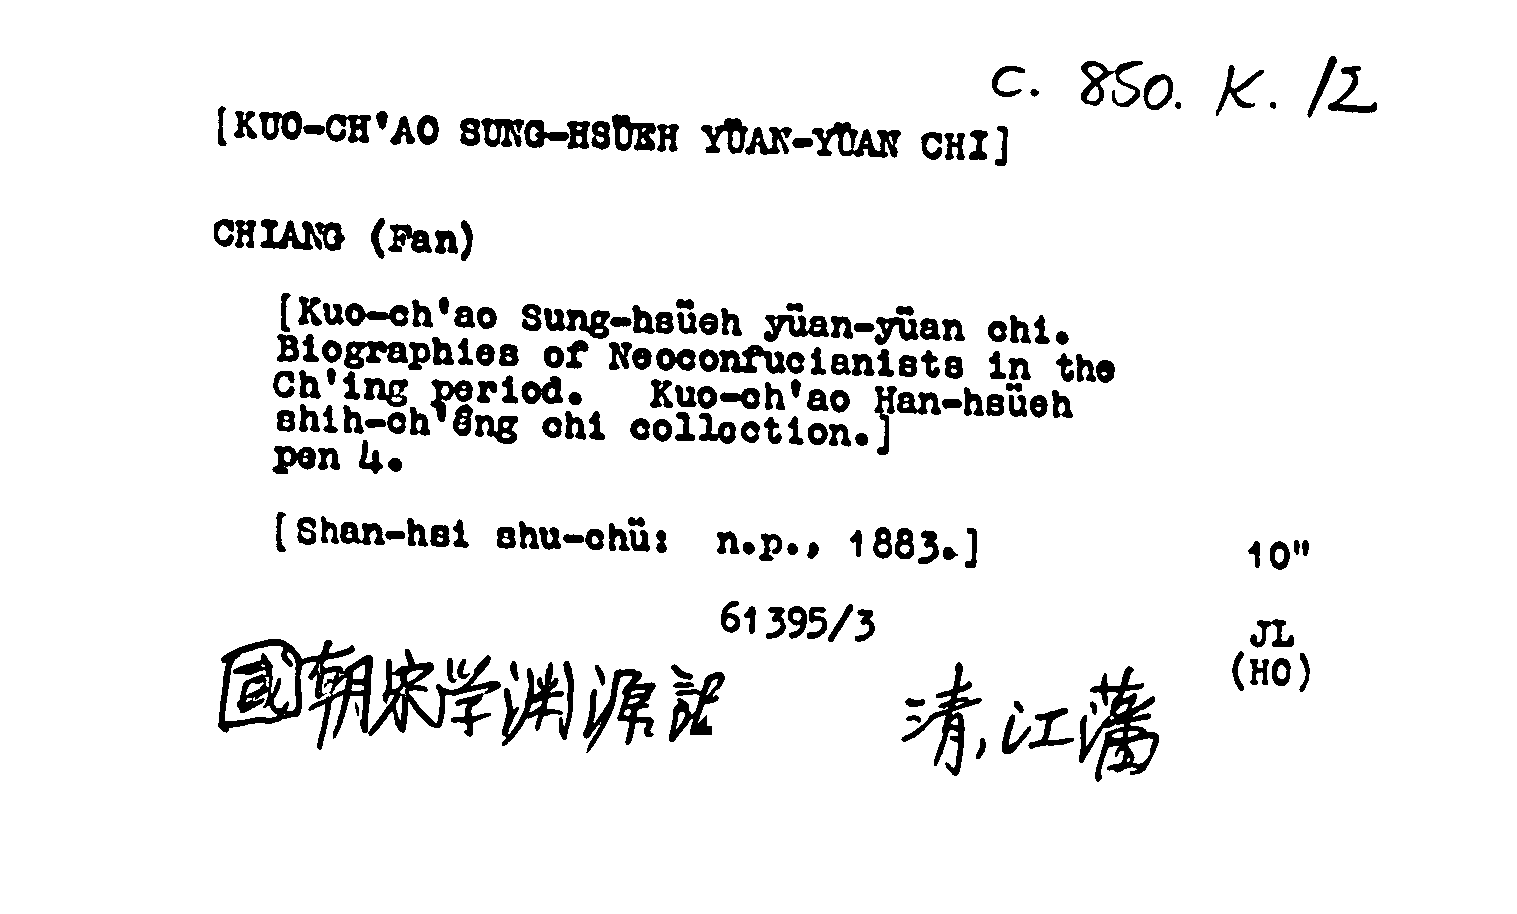 C. 850. K. 12
[KUO-CH'AO SUNG-HSÜEH YÜAN-YÜAN CHI]
CHIANG (Fan)
[Kuo-ch'ao Sung-hsüeh yüan-yüan chi.
Biographies of Neoconfucianists in the
Ch'ing period. Kuo-ch'ao Han-hsüeh
shih-ch'êng chi collection.]
pen 4.
[Shan-hsi shu-chü: n.p., 1883.]
10"
61395/3
JL
(HO)
國朝宋学渊源記
清,江藩